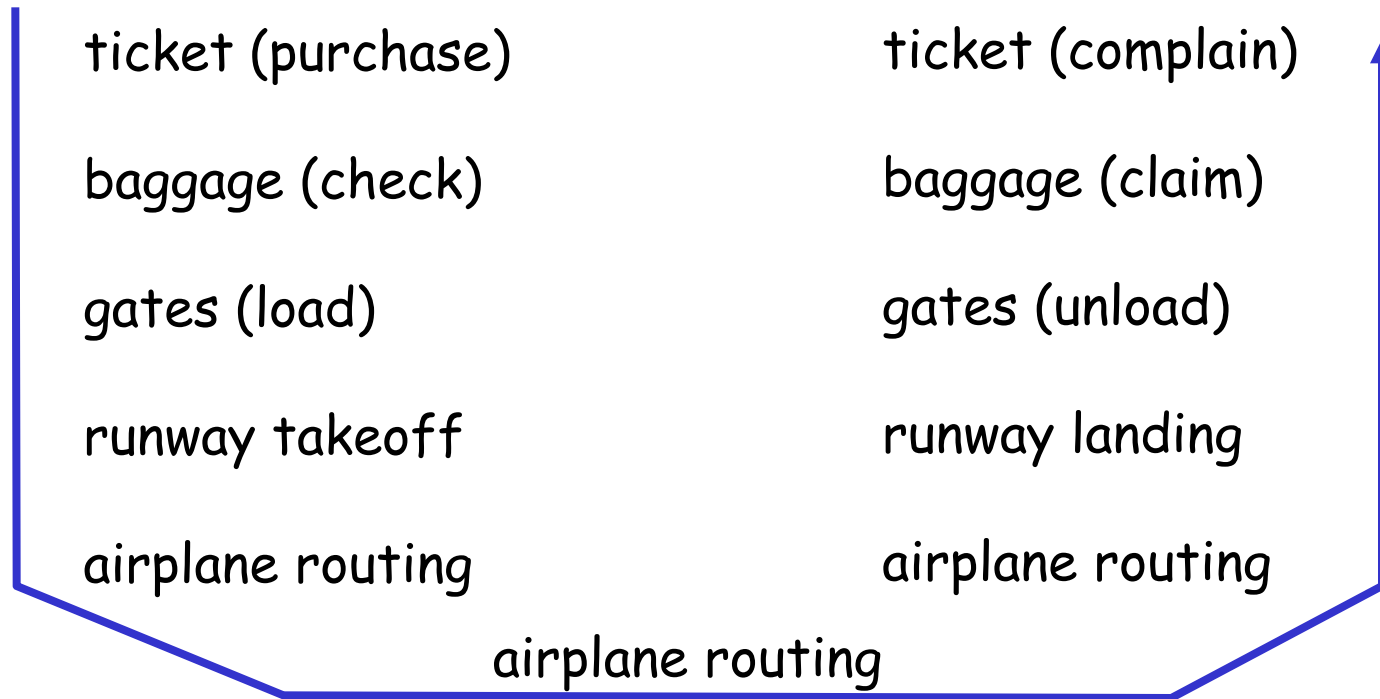 ticket (purchase)
baggage (check)
gates (load)
runway takeoff
airplane routing
airplane routing
ticket (complain)
baggage (claim)
gates (unload)
runway landing
airplane routing